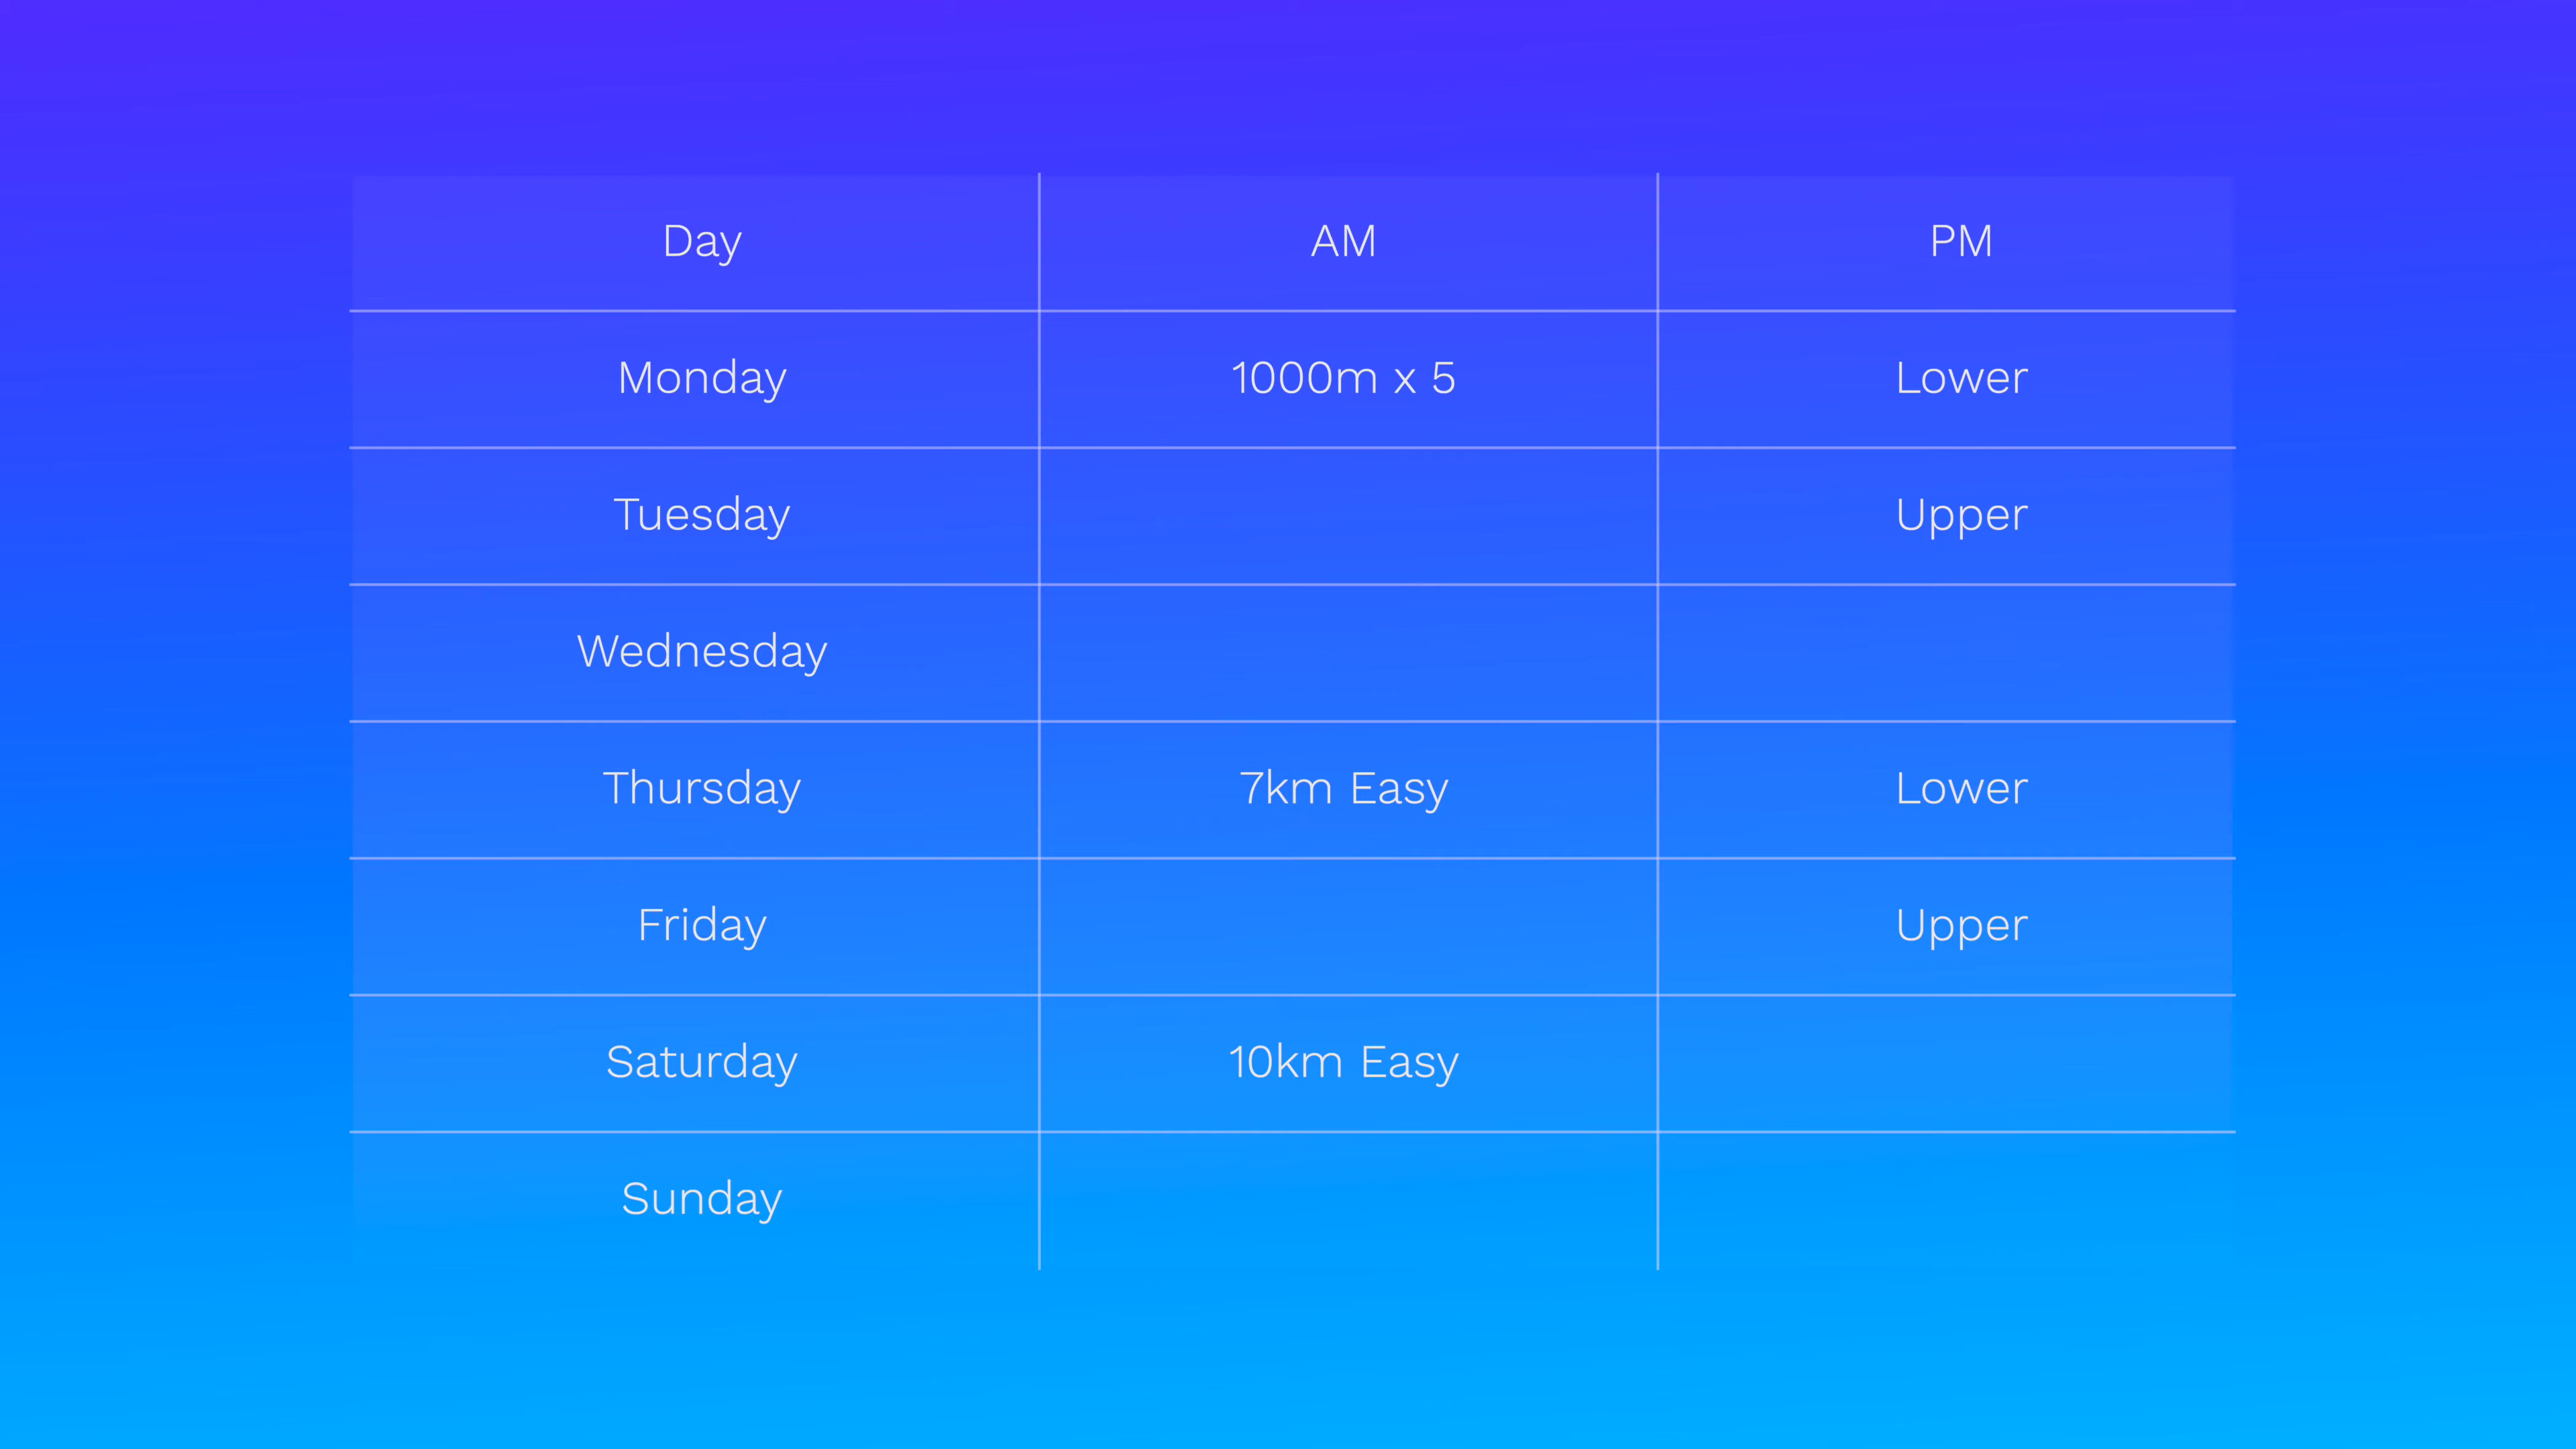 Day AM PM
Monday 1000m x 5 Lower
Tuesday Upper
Wednesday
Thursday 7km Easy Lower
Friday Upper
Saturday 10km Easy
Sunday